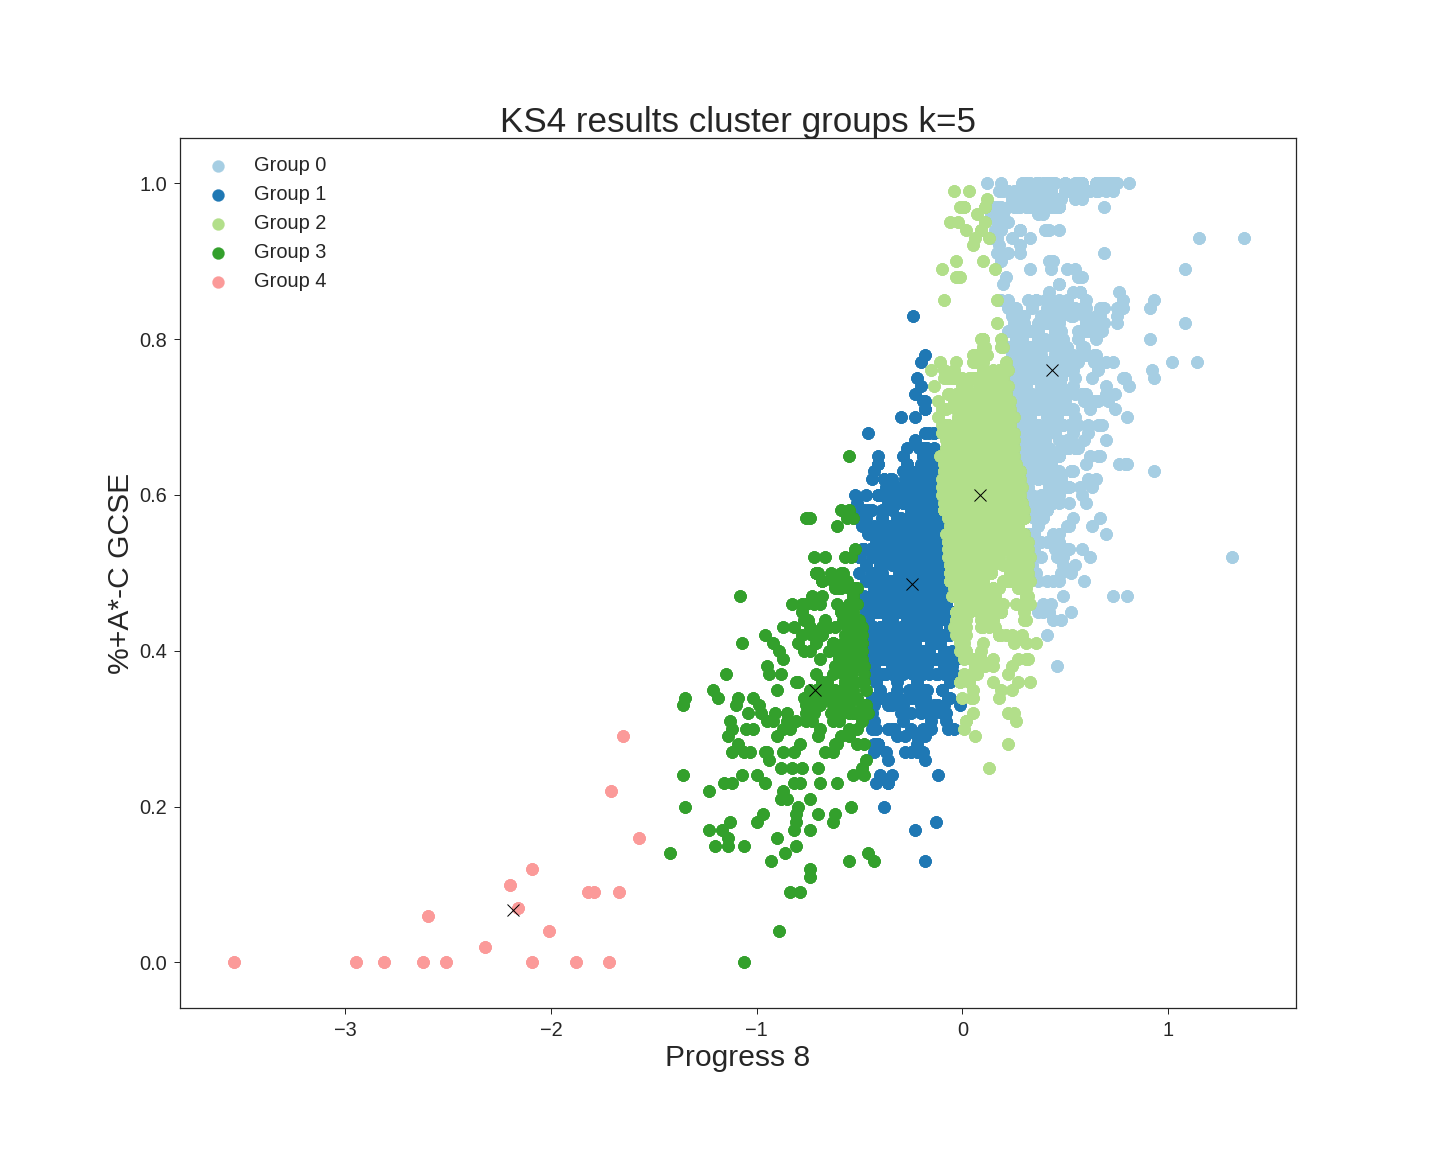 KS4 results cluster groups k=5
Group 0
Group 1
Group 2
Group 3
Group 4
1.0
0.8
0.6
0.4
0.2
0.0
%+A*-C GCSE
−3
−2
−1
0
1
Progress 8